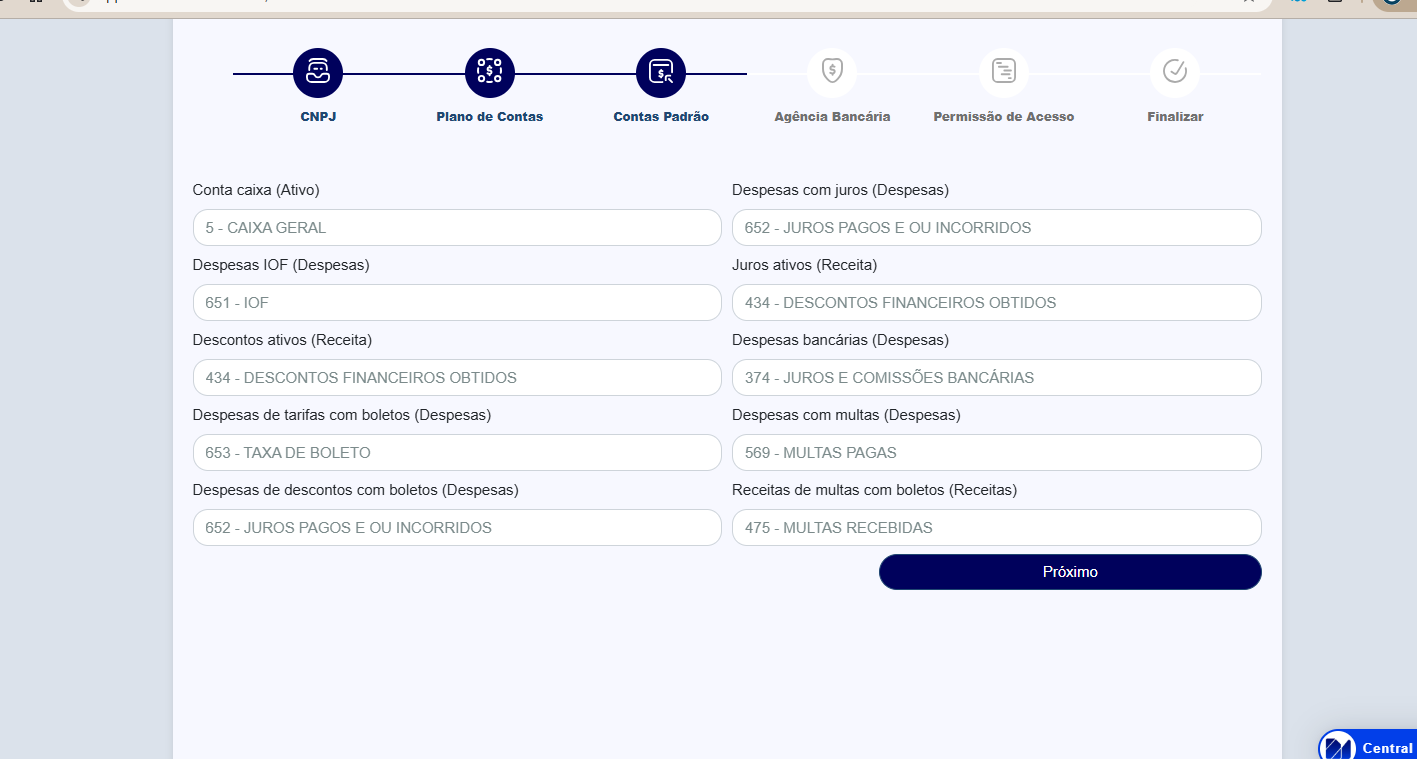 CNPJ
Plano de Contas
Contas Padrão
Agência Bancária
Permissão de Acesso
Finalizar
Conta caixa (Ativo)
Despesas com juros (Despesas)
5 - CAIXA GERAL
652 - JUROS PAGOS E OU INCORRIDOS
Despesas IOF (Despesas)
Juros ativos (Receita)
651 - IOF
434 - DESCONTOS FINANCEIROS OBTIDOS
Descontos ativos (Receita)
Despesas bancárias (Despesas)
434 - DESCONTOS FINANCEIROS OBTIDOS
374 - JUROS E COMISSÕES BANCÁRIAS
Despesas de tarifas com boletos (Despesas)
Despesas com multas (Despesas)
653 - TAXA DE BOLETO
569 - MULTAS PAGAS
Despesas de descontos com boletos (Despesas)
Receitas de multas com boletos (Receitas)
652 - JUROS PAGOS E OU INCORRIDOS
475 - MULTAS RECEBIDAS
Próximo
Central